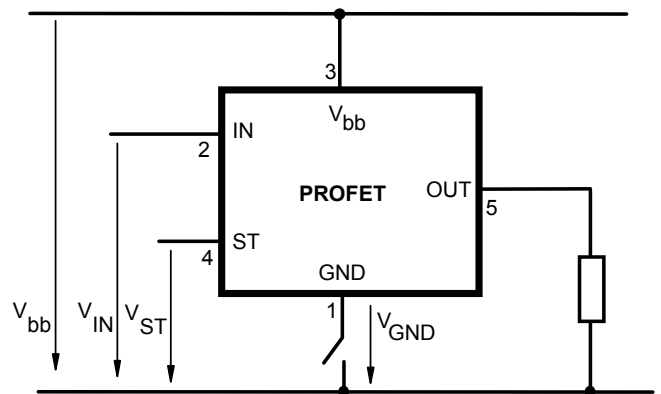 3
V_bb
IN
2
PROFET
OUT
5
ST
4
GND
1
V_bb
V_IN
V_ST
V_GND